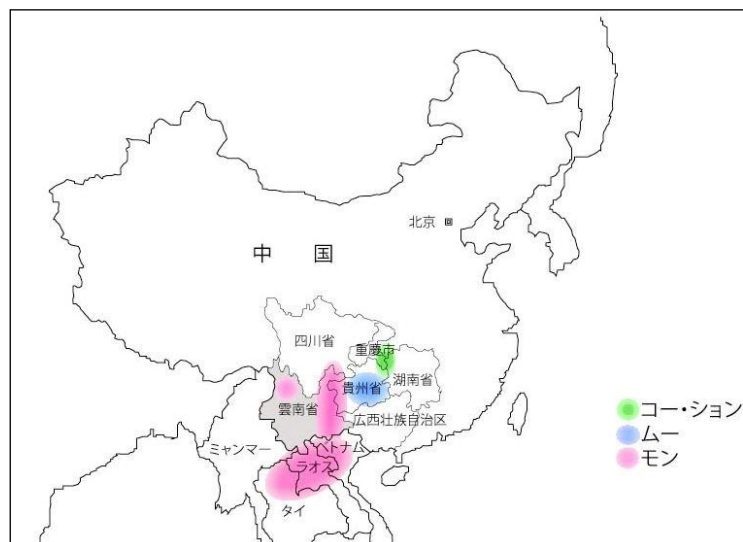 北京
中 国
四川省
重慶市
貴州省
湖南省
雲南省
広西壮族自治区
ミャンマー
ベトナム
ラオス
タイ
コー・ション
ムー
モン